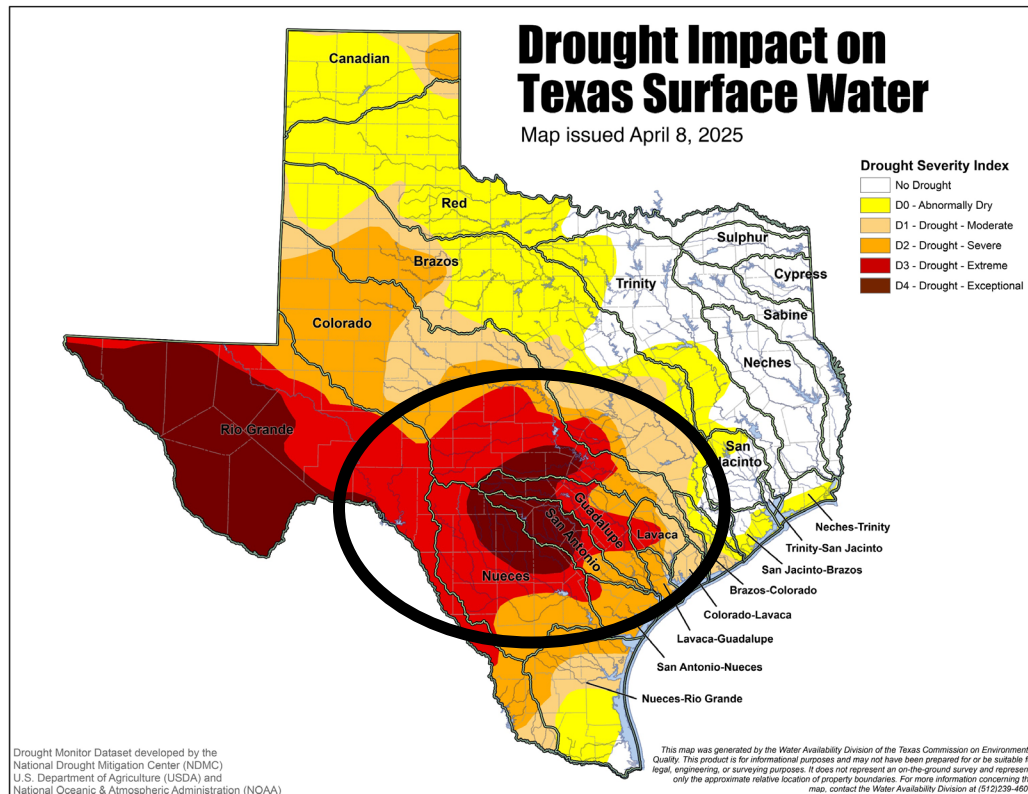 Drought Impact on
Texas Surface Water
Map issued April 8, 2025
Drought Severity Index
No Drought
D0 - Abnormally Dry
D1 - Drought - Moderate
D2 - Drought - Severe
D3 - Drought - Extreme
D4 - Drought - Exceptional
Canadian
Red
Brazos
Colorado
Trinity
Sulphur
Cypress
Sabine
Neches
San
Jacinto
Rio Grande
Guadalupe
San Antonio
Lavaca
Nueces
Neches-Trinity
Trinity-San Jacinto
San Jacinto-Brazos
Brazos-Colorado
Colorado-Lavaca
Lavaca-Guadalupe
San Antonio-Nueces
Nueces-Rio Grande
Drought Monitor Dataset developed by the
National Drought Mitigation Center (NDMC)
U.S. Department of Agriculture (USDA) and
National Oceanic & Atmospheric Administration (NOAA)
This map was generated by the Water Availability Division of the Texas Commission on Environment
Quality. This product is for informational purposes and may not have been prepared for or be suitable f
legal, engineering, or surveying purposes. It does not represent an on-the-ground survey and represen
only the approximate relative location of property boundaries. For more information concerning th
map, contact the Water Availability Division at (512)239-460